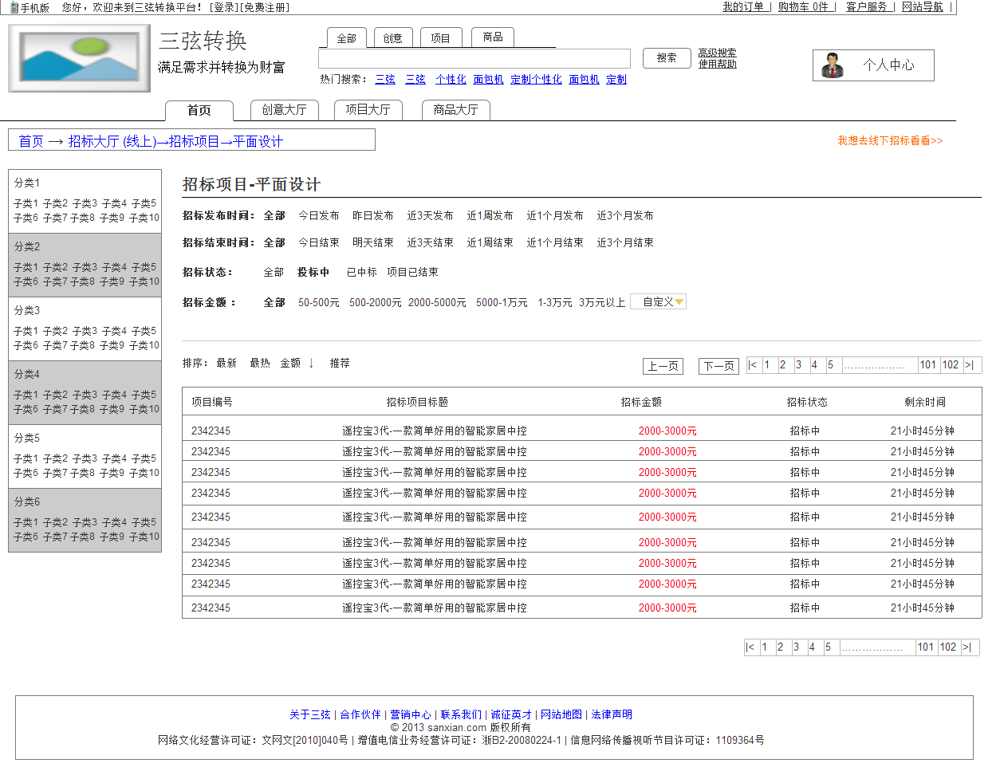 手机版 您好，欢迎来到三弦转换平台！ [登录][免费注册] 我的订单 | 购物车 0件 | 客户服务 | 网站导航 |
三弦转换
满足需求并转换为财富
全部 创意 项目 商品
搜索 高级搜索
使用帮助
个人中心
热门搜索： 三弦 三弦 个性化 面包机 定制个性化 面包机 定制
首页 创意大厅 项目大厅 商品大厅
首页 → 招标大厅 (线上)→招标项目→平面设计 我想去线下招标看看>>
分类1
子类1 子类2 子类3 子类4 子类5
子类6 子类7 子类8 子类9 子类10
分类2
子类1 子类2 子类3 子类4 子类5
子类6 子类7 子类8 子类9 子类10
分类3
子类1 子类2 子类3 子类4 子类5
子类6 子类7 子类8 子类9 子类10
分类4
子类1 子类2 子类3 子类4 子类5
子类6 子类7 子类8 子类9 子类10
分类5
子类1 子类2 子类3 子类4 子类5
子类6 子类7 子类8 子类9 子类10
分类6
子类1 子类2 子类3 子类4 子类5
子类6 子类7 子类8 子类9 子类10
招标项目-平面设计
招标发布时间： 全部 今日发布 昨日发布 近3天发布 近1周发布 近1个月发布 近3个月发布
招标结束时间： 全部 今日结束 明天结束 近3天结束 近1周结束 近1个月结束 近3个月结束
招标状态： 全部 投标中 已中标 项目已结束
招标金额 ： 全部 50-500元 500-2000元 2000-5000元 5000-1万元 1-3万元 3万元以上 自定义
排序： 最新 最热 金额 ↓ 推荐 上一页 下一页 |< 1 2 3 4 5 ……………… 101 102 >|
项目编号 招标项目标题 招标金额 招标状态 剩余时间
2342345 遥控宝3代-一款简单好用的智能家居中控 2000-3000元 招标中 21小时45分钟
2342345 遥控宝3代-一款简单好用的智能家居中控 2000-3000元 招标中 21小时45分钟
2342345 遥控宝3代-一款简单好用的智能家居中控 2000-3000元 招标中 21小时45分钟
2342345 遥控宝3代-一款简单好用的智能家居中控 2000-3000元 招标中 21小时45分钟
2342345 遥控宝3代-一款简单好用的智能家居中控 2000-3000元 招标中 21小时45分钟
2342345 遥控宝3代-一款简单好用的智能家居中控 2000-3000元 招标中 21小时45分钟
2342345 遥控宝3代-一款简单好用的智能家居中控 2000-3000元 招标中 21小时45分钟
2342345 遥控宝3代-一款简单好用的智能家居中控 2000-3000元 招标中 21小时45分钟
2342345 遥控宝3代-一款简单好用的智能家居中控 2000-3000元 招标中 21小时45分钟
|< 1 2 3 4 5 ……………… 101 102 >|
关于三弦 | 合作伙伴 | 营销中心 | 联系我们 | 诚征英才 | 网站地图 | 法律声明
© 2013 sanxian.com 版权所有
网络文化经营许可证：文网文[2010]040号 | 增值电信业务经营许可证：浙B2-20080224-1 | 信息网络传播视听节目许可证：1109364号